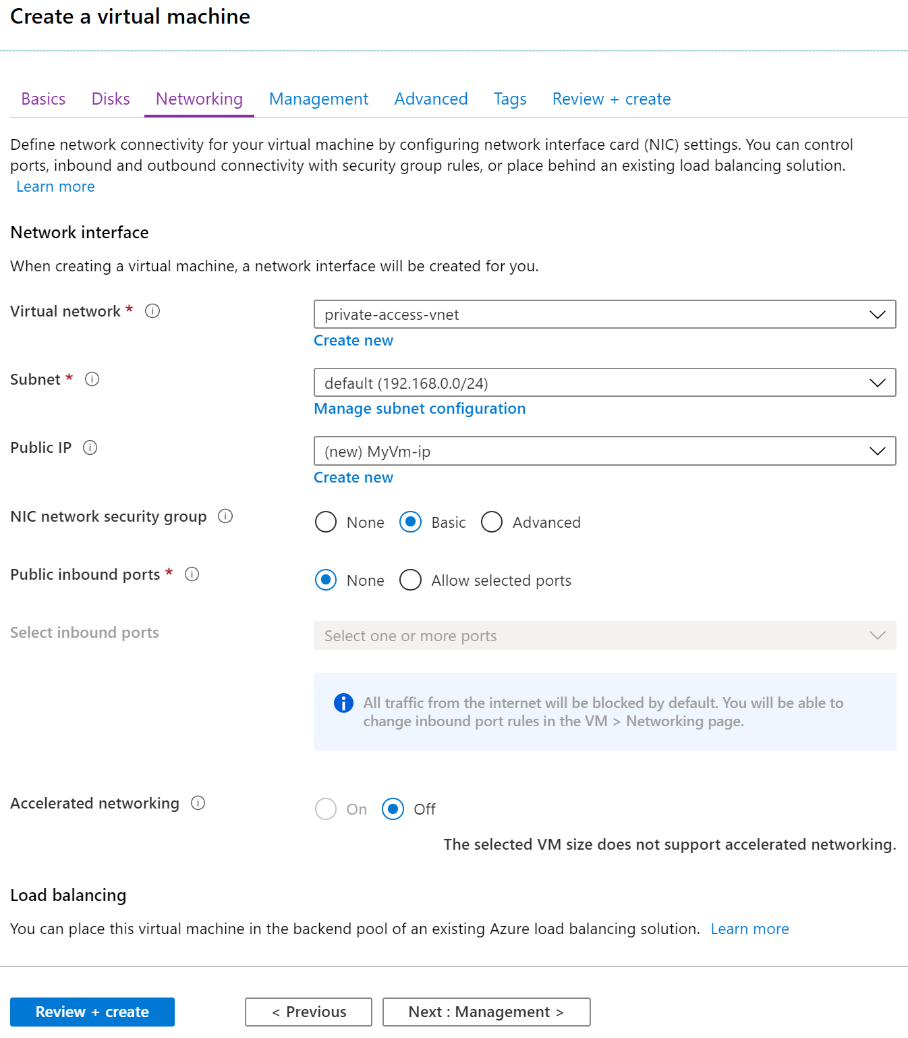 Create a virtual machine
Basics Disks Networking Management Advanced Tags Review + create
Define network connectivity for your virtual machine by configuring network interface card (NIC) settings. You can control
ports, inbound and outbound connectivity with security group rules, or place behind an existing load balancing solution.
Learn more
Network interface
When creating a virtual machine, a network interface will be created for you.
Virtual network * private-access-vnet
Create new
Subnet * default (192.168.0.0/24)
Manage subnet configuration
Public IP (new) MyVm-ip
Create new
NIC network security group None Basic Advanced
Public inbound ports * None Allow selected ports
Select inbound ports Select one or more ports
All traffic from the internet will be blocked by default. You will be able to
change inbound port rules in the VM > Networking page.
Accelerated networking On Off
The selected VM size does not support accelerated networking.
Load balancing
You can place this virtual machine in the backend pool of an existing Azure load balancing solution. Learn more
Review + create < Previous Next : Management >